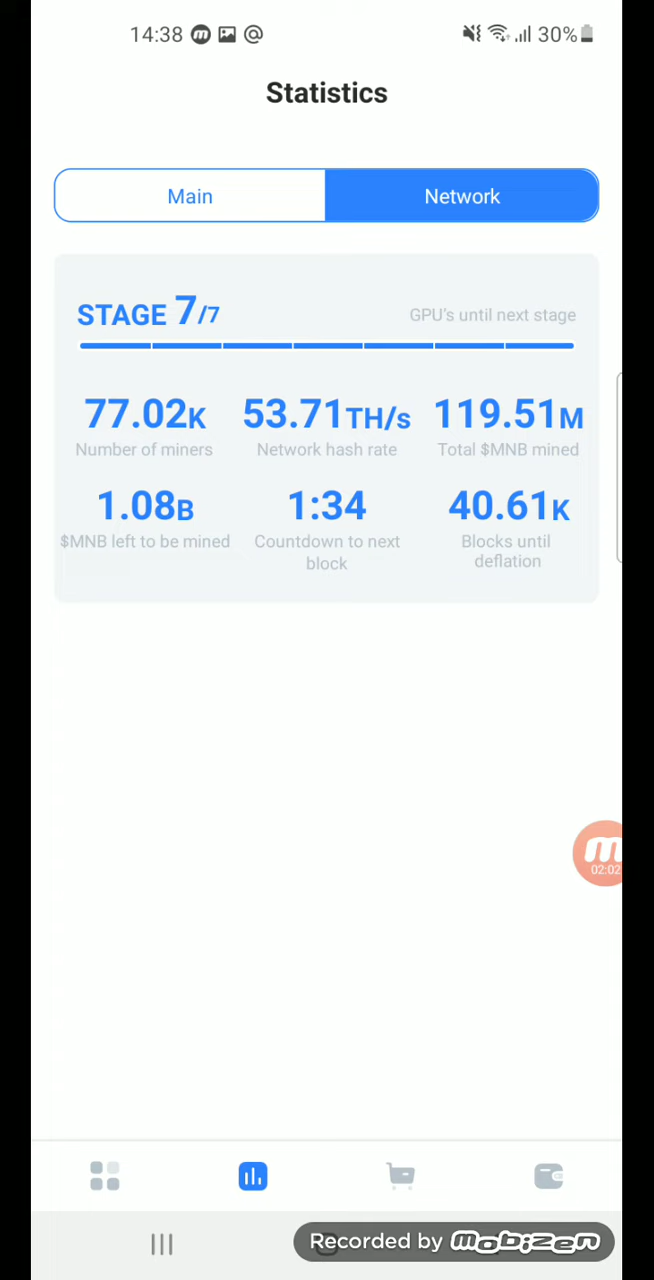 14:38 m @ 30%
Statistics
Main Network
STAGE 7/7 GPU's until next stage
77.02K 53.71TH/s 119.51M
Number of miners Network hash rate Total $MNB mined
1.08B 1:34 40.61K
$MNB left to be mined Countdown to next block Blocks until deflation
m
02:02
Recorded by mobizen